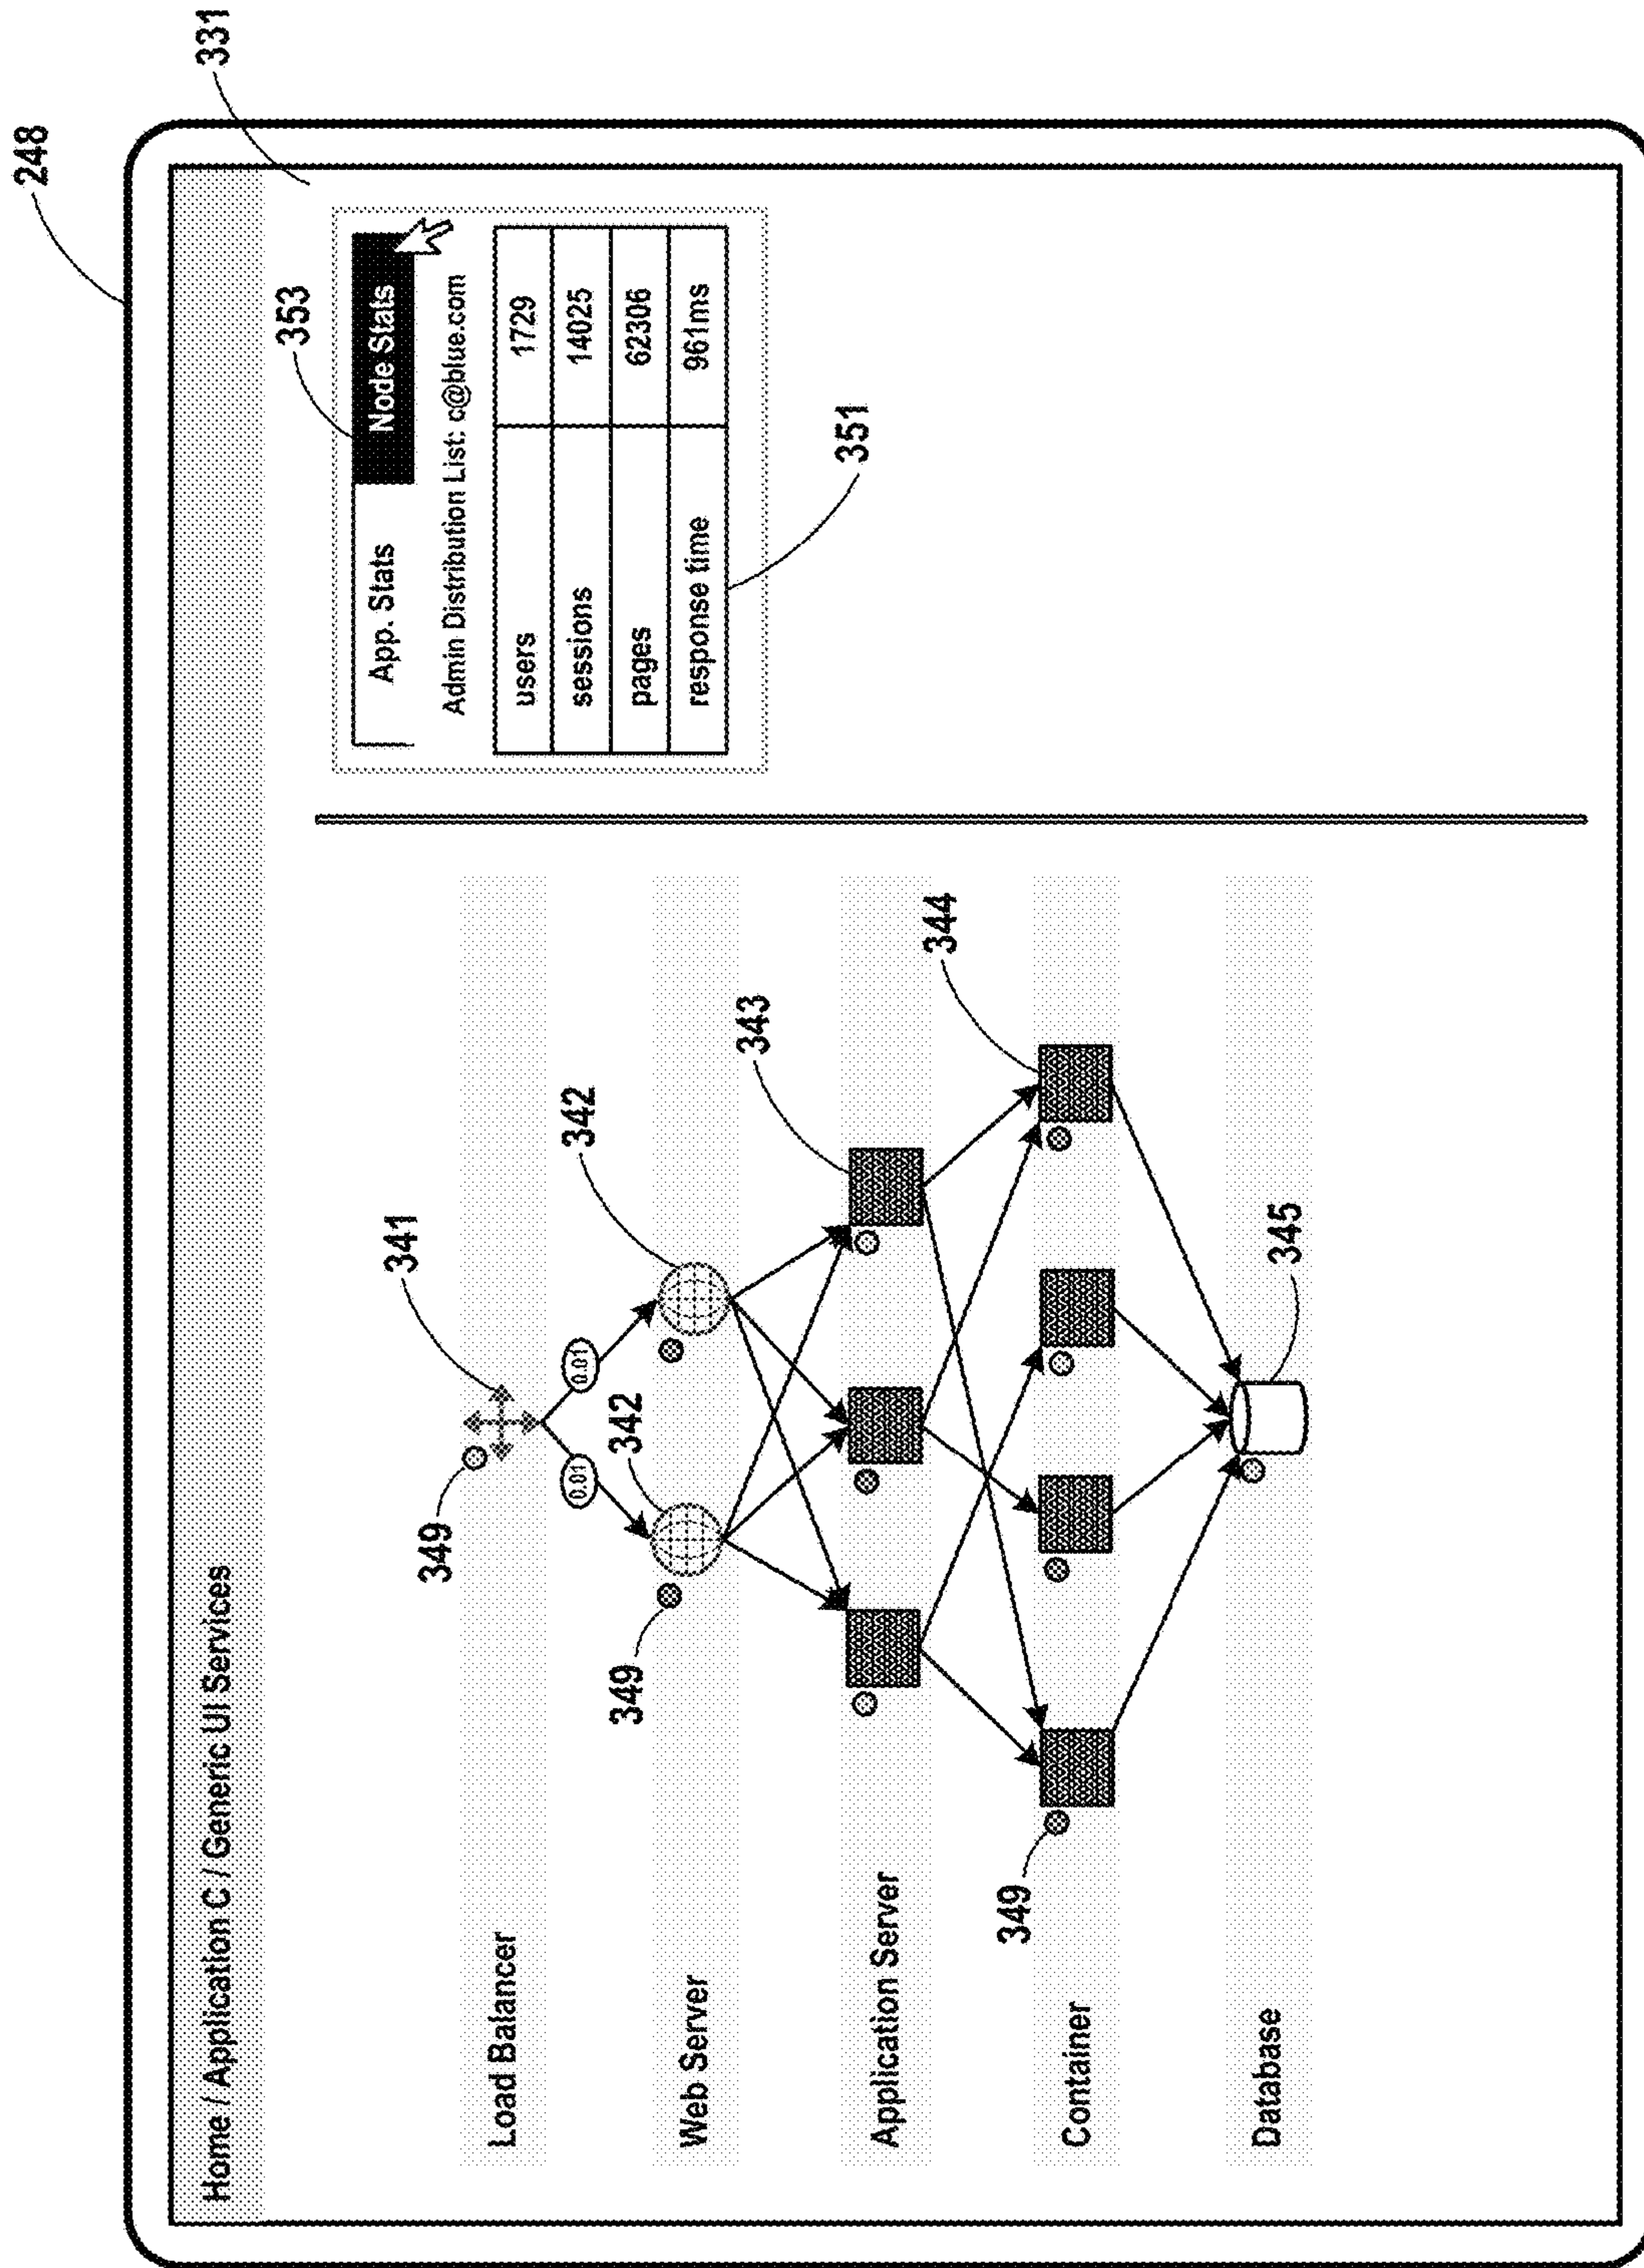 248
331
Home / Application C / Generic UI Services
353
App. Stats Node Stats
Admin Distribution List: c@blue.com
users 1729
sessions 14025
pages 62306
response time 961ms
351
Load Balancer
349
341
0.01
0.01
Web Server
349
342
342
Application Server
343
Container
349
344
Database
345